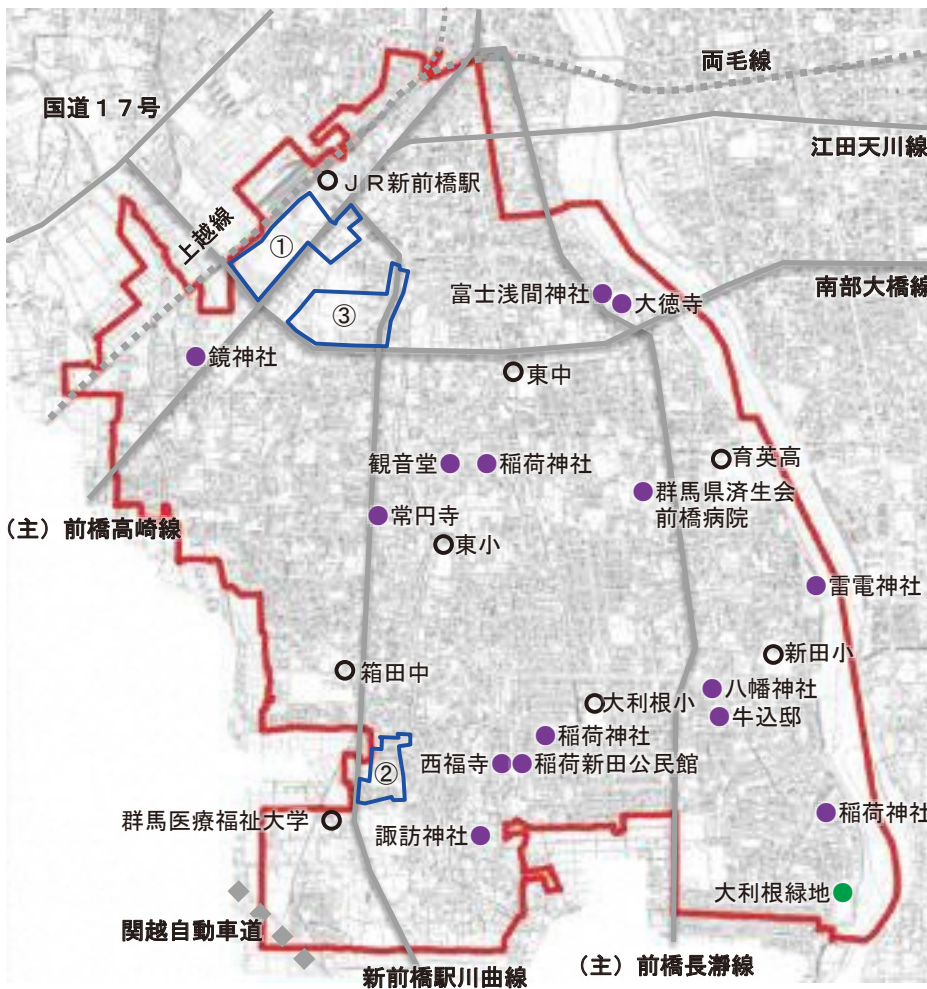 両毛線
国道１７号
江田天川線
ＪＲ新前橋駅
上越線
①
富士浅間神社
大徳寺
南部大橋線
③
鏡神社
東中
観音堂
稲荷神社
育英高
群馬県済生会
前橋病院
常円寺
（主）前橋高崎線
東小
雷電神社
新田小
箱田中
八幡神社
大利根小
牛込邸
稲荷神社
西福寺
稲荷新田公民館
②
群馬医療福祉大学
諏訪神社
稲荷神社
大利根緑地
関越自動車道
（主）前橋長瀞線
新前橋駅川曲線